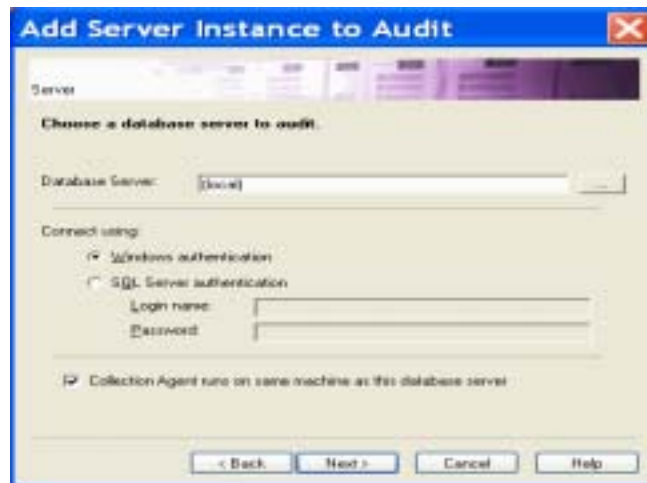 Add Server Instance to Audit
Server
Choose a database server to audit.
Database Server: (local) ...
Connect using:
Windows authentication
SQL Server authentication
Login name:
Password:
Collection Agent runs on same machine as this database server
< Back Next > Cancel Help